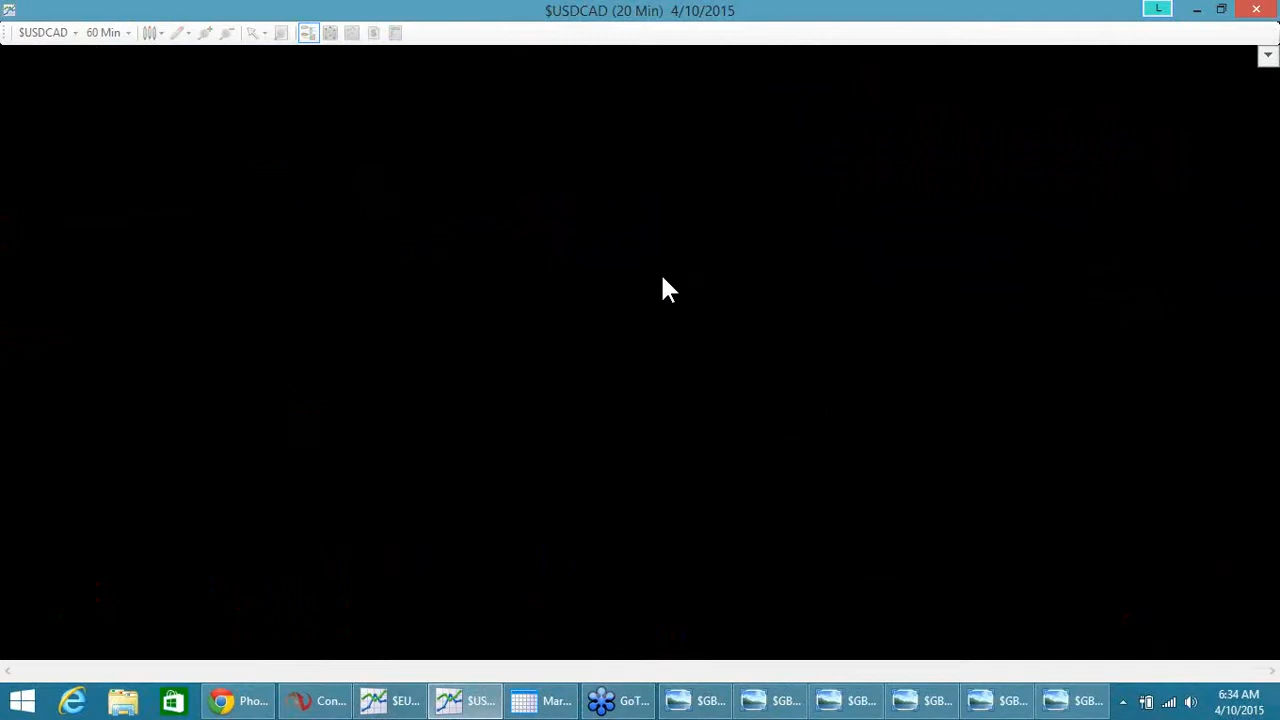 $USDCAD (20 Min) 4/10/2015
L
$USDCAD
60 Min
Pho...
Con...
$EU...
$US...
Mar...
GoT...
$GB...
$GB...
$GB...
$GB...
$GB...
$GB...
6:34 AM
4/10/2015